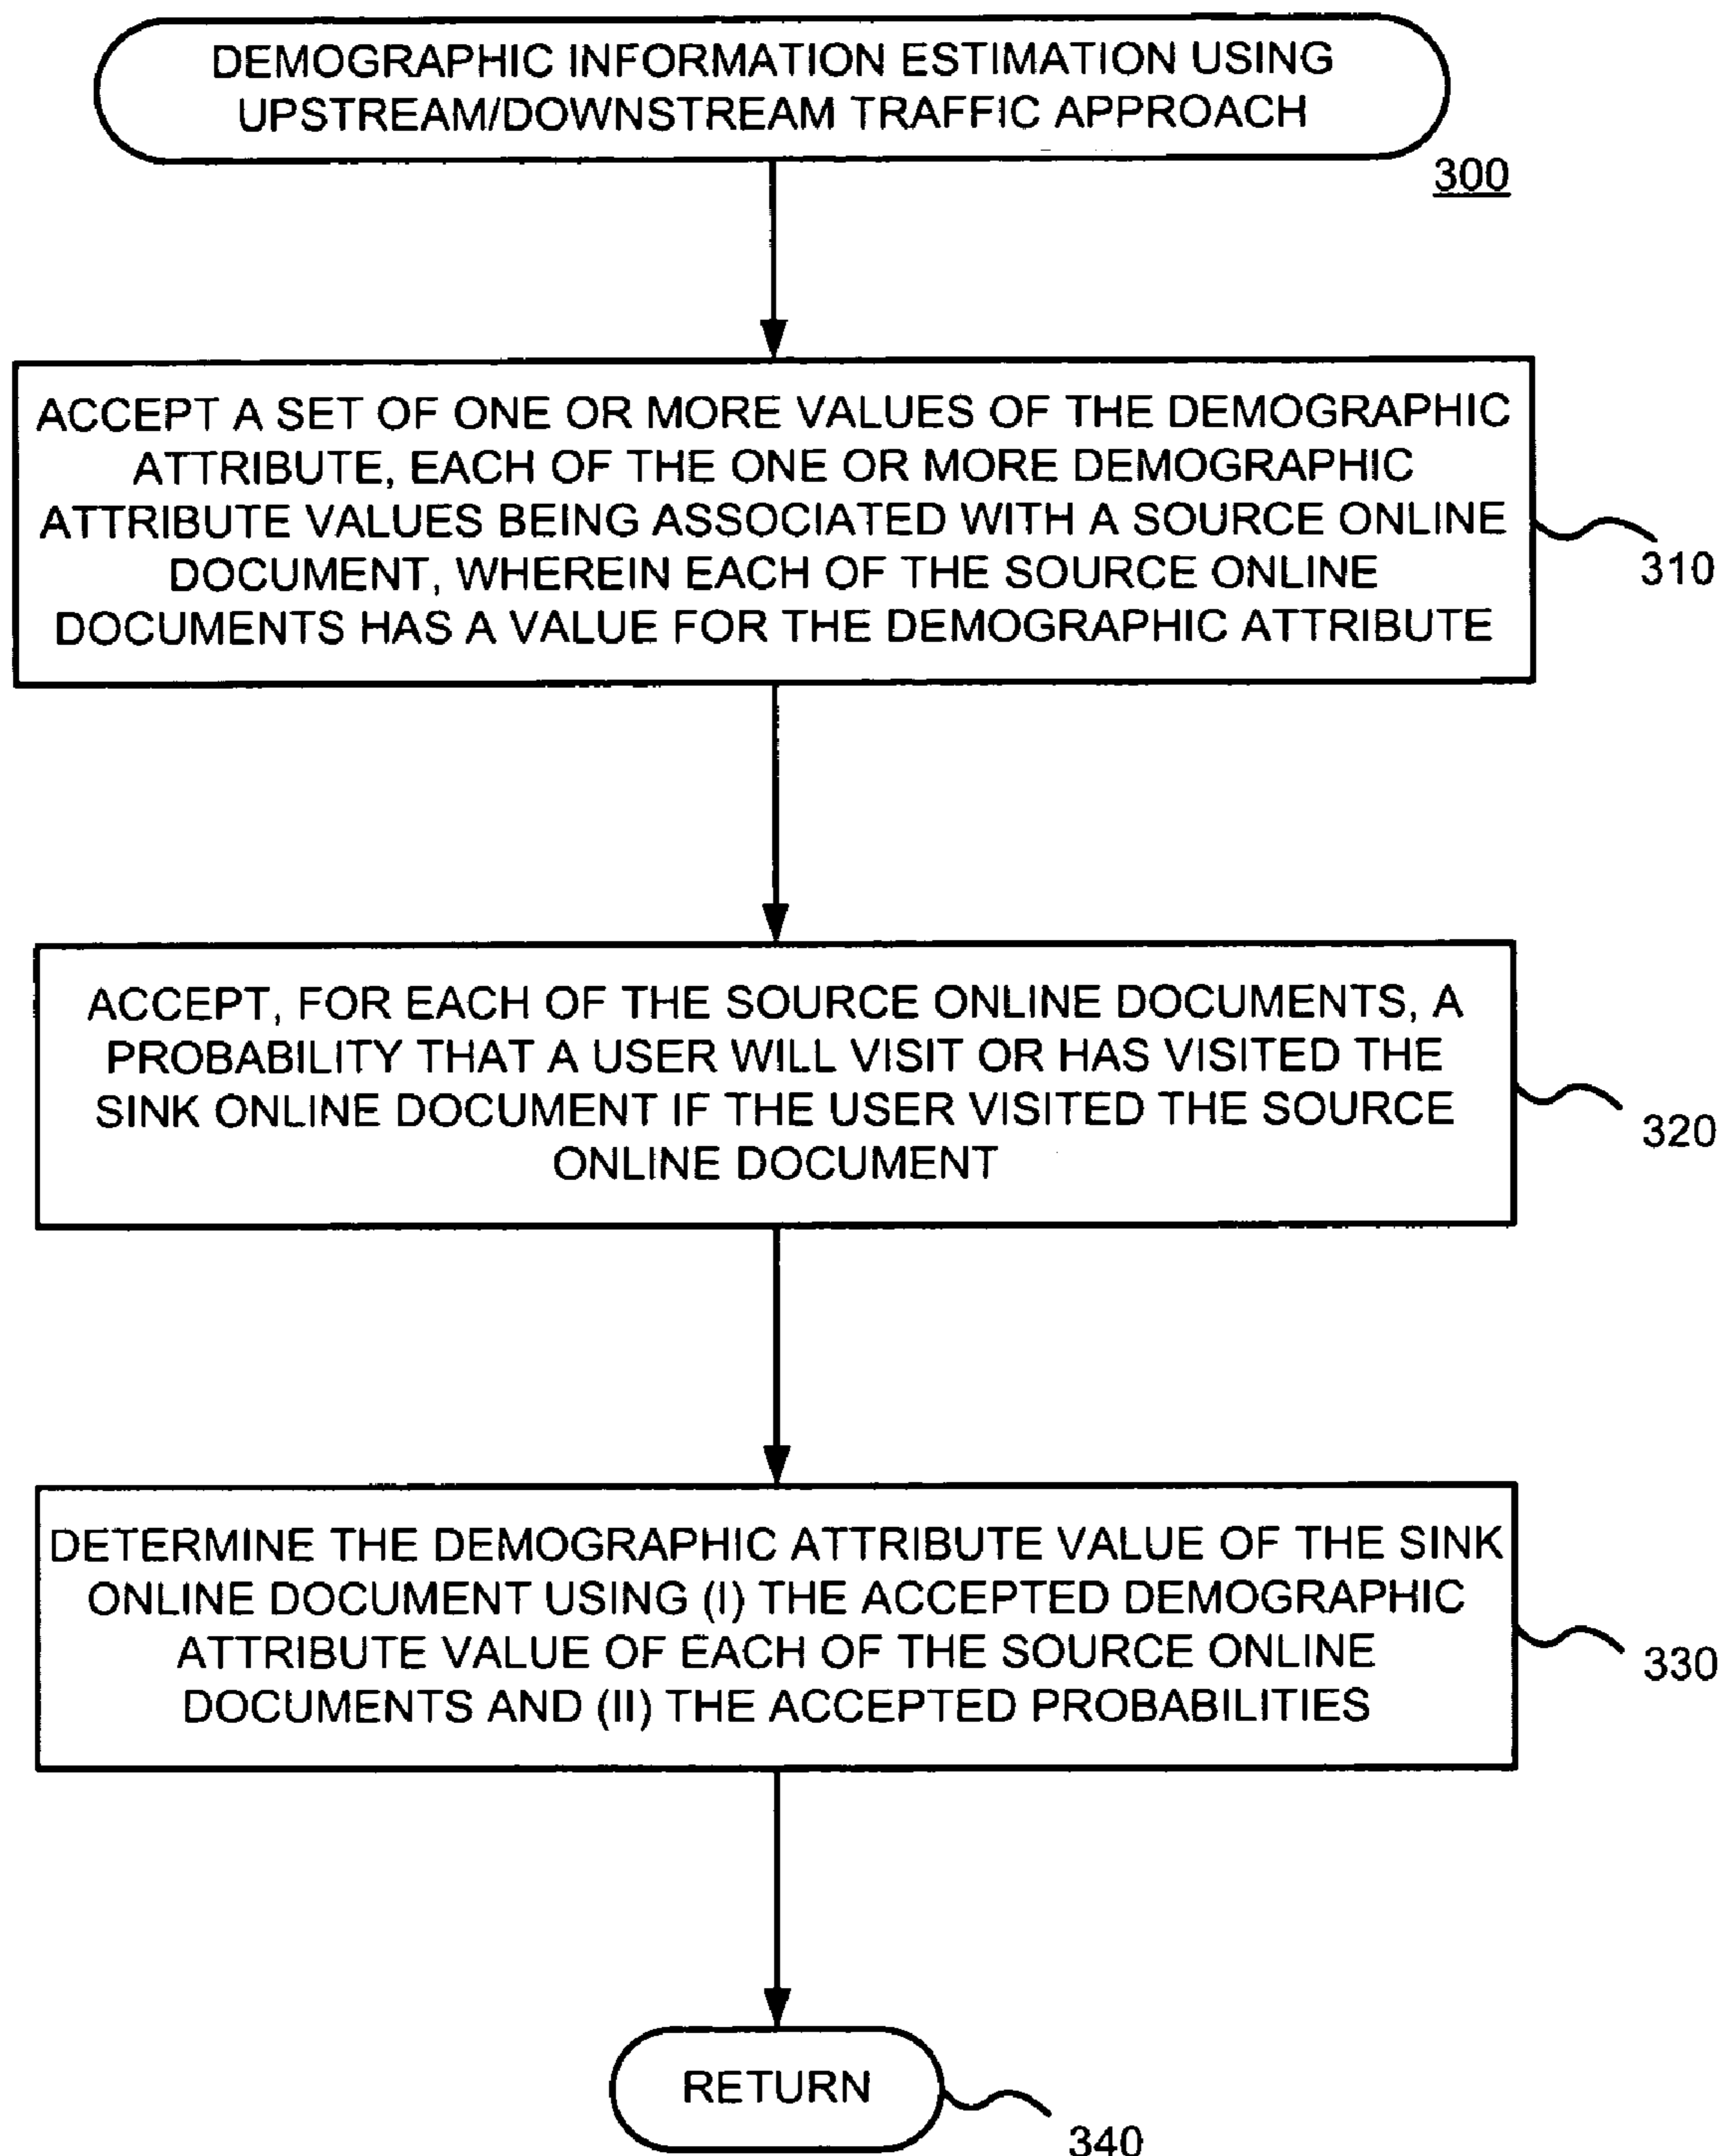 DEMOGRAPHIC INFORMATION ESTIMATION USING
UPSTREAM/DOWNSTREAM TRAFFIC APPROACH
300
ACCEPT A SET OF ONE OR MORE VALUES OF THE DEMOGRAPHIC
ATTRIBUTE, EACH OF THE ONE OR MORE DEMOGRAPHIC
ATTRIBUTE VALUES BEING ASSOCIATED WITH A SOURCE ONLINE
DOCUMENT, WHEREIN EACH OF THE SOURCE ONLINE
DOCUMENTS HAS A VALUE FOR THE DEMOGRAPHIC ATTRIBUTE
310
ACCEPT, FOR EACH OF THE SOURCE ONLINE DOCUMENTS, A
PROBABILITY THAT A USER WILL VISIT OR HAS VISITED THE
SINK ONLINE DOCUMENT IF THE USER VISITED THE SOURCE
ONLINE DOCUMENT
320
DETERMINE THE DEMOGRAPHIC ATTRIBUTE VALUE OF THE SINK
ONLINE DOCUMENT USING (I) THE ACCEPTED DEMOGRAPHIC
ATTRIBUTE VALUE OF EACH OF THE SOURCE ONLINE
DOCUMENTS AND (II) THE ACCEPTED PROBABILITIES
330
RETURN
340